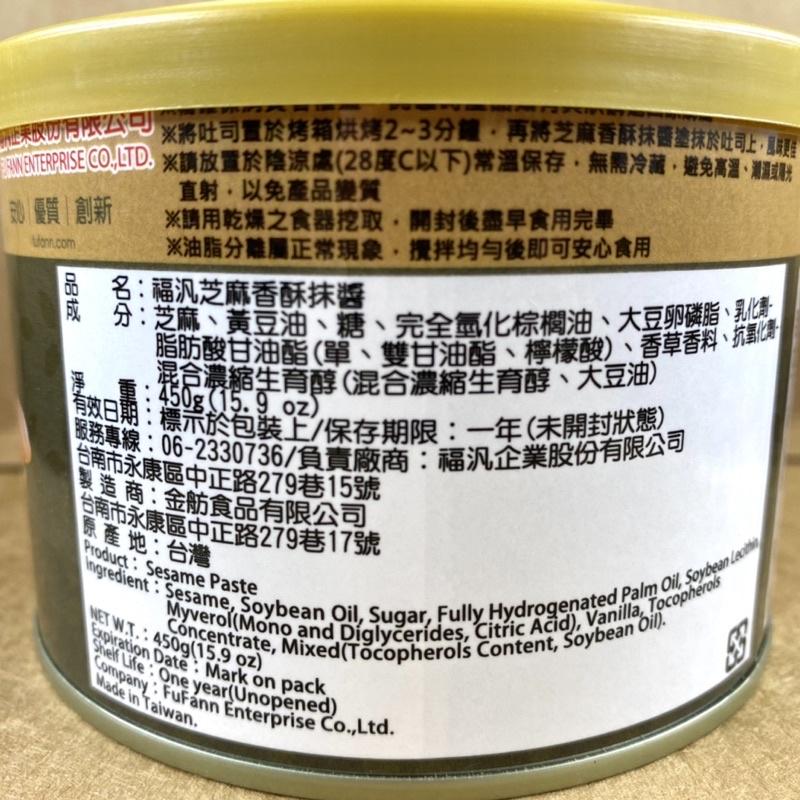 企業股份有限公司
FANN ENTERPRISE CO.,LTD.
安心｜優質｜創新
fufann.com
※將吐司置於烤箱烘烤2~3分鐘，再將芝麻香酥抹醬塗抹於吐司上，風味更佳
※請放置於陰涼處(28度C以下)常溫保存，無需冷藏，避免高溫、潮濕或陽光
直射，以免產品變質
※請用乾燥之食器挖取，開封後盡早食用完畢
※油脂分離屬正常現象，攪拌均勻後即可安心食用
品 名：福汎芝麻香酥抹醬
成 分：芝麻、黃豆油、糖、完全氫化棕櫚油、大豆卵磷脂、乳化劑-
脂肪酸甘油酯(單、雙甘油酯、檸檬酸)、香草香料、抗氧化劑-
混合濃縮生育醇(混合濃縮生育醇、大豆油)
淨 重：450g(15.9 oz)
有效日期：標示於包裝上/保存期限：一年(未開封狀態)
服務專線：06-2330736/負責廠商：福汎企業股份有限公司
台南市永康區中正路279巷15號
製 造 商：金舫食品有限公司
台南市永康區中正路279巷17號
原 產 地：台灣
Product：Sesame Paste
Ingredient：Sesame, Soybean Oil, Sugar, Fully Hydrogenated Palm Oil, Soybean Lecithin,
Myverol(Mono and Diglycerides, Citric Acid), Vanilla, Tocopherols
Concentrate, Mixed(Tocopherols Content, Soybean Oil).
NET W.T.：450g(15.9 oz)
Expiration Date：Mark on pack
Shelf Life：One year(Unopened)
Company：FuFann Enterprise Co.,Ltd.
Made in Taiwan.